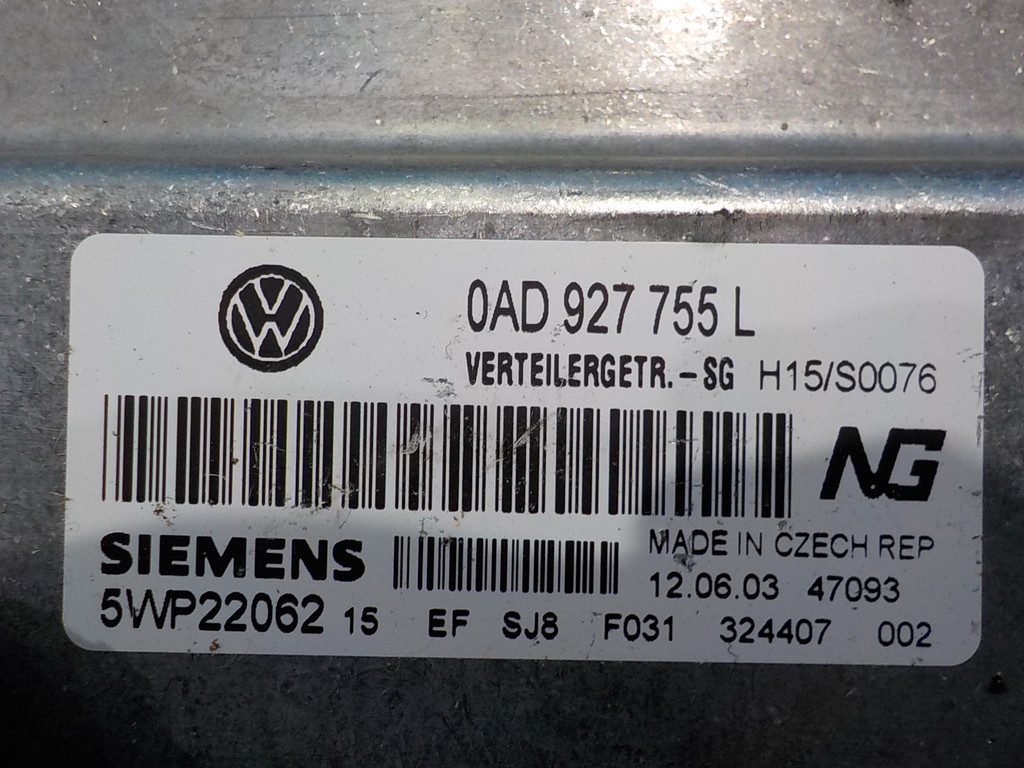 0AD 927 755 L
VERTEILERGETR.-SG H15/S0076
NG
SIEMENS
MADE IN CZECH REP
12.06.03 47093
5WP22062 15 EF SJ8 F031 324407 002